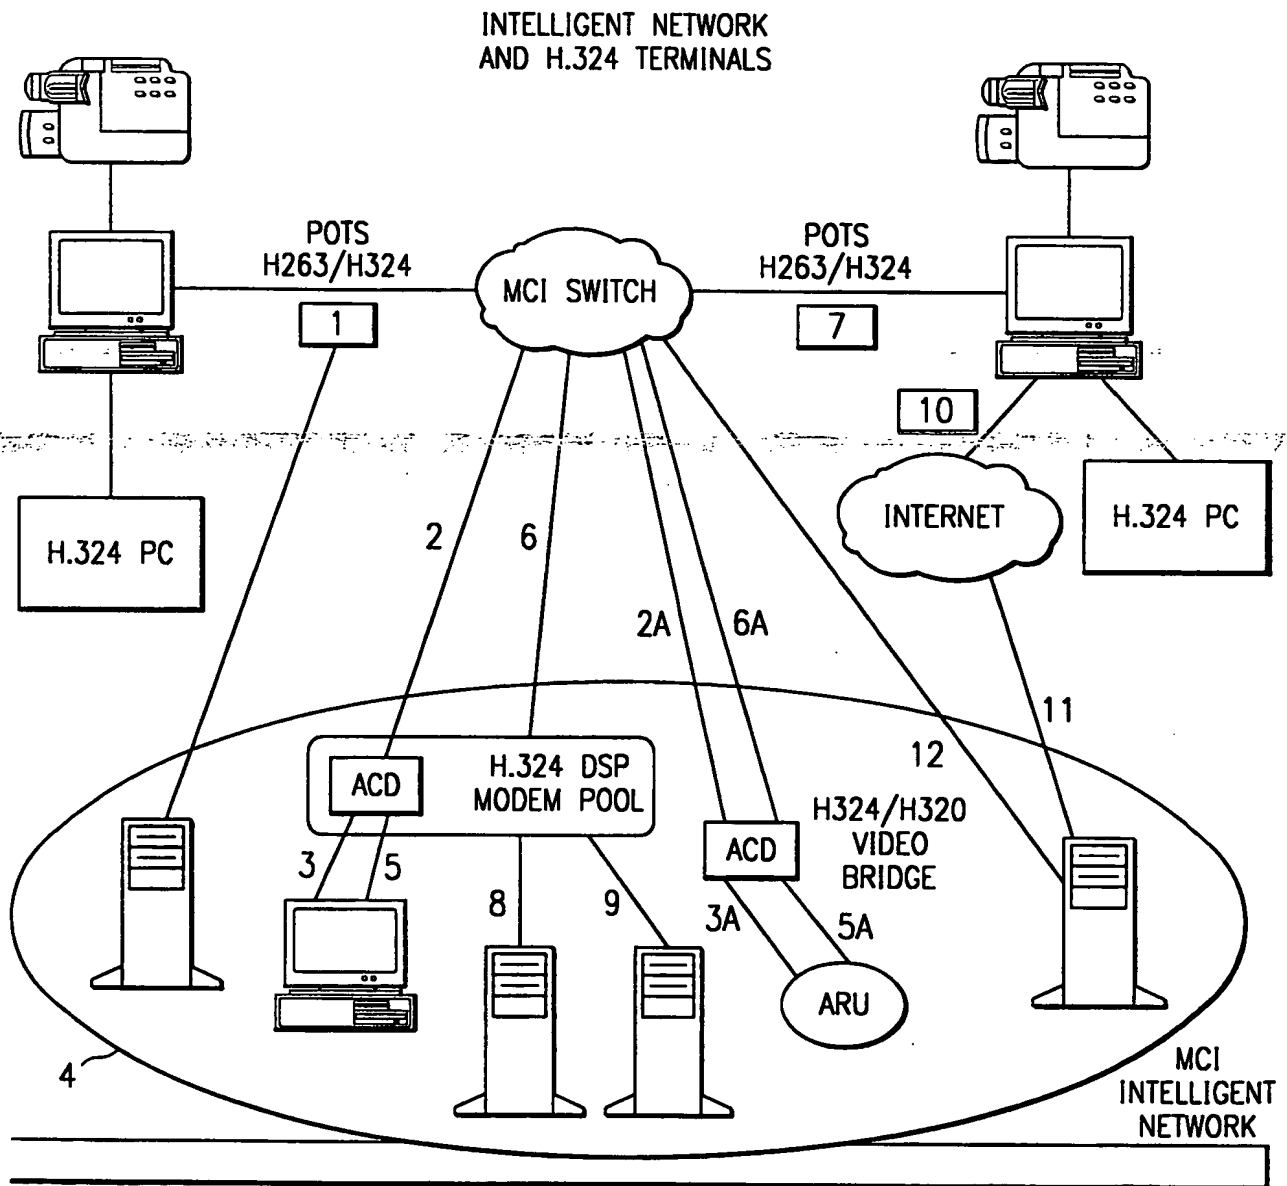 INTELLIGENT NETWORK
AND H.324 TERMINALS
POTS
H263/H324
1
MCI SWITCH
POTS
H263/H324
7
10
H.324 PC
INTERNET
H.324 PC
2
6
2A
6A
11
12
ACD
H.324 DSP
MODEM POOL
3
5
8
9
ACD
H324/H320
VIDEO
BRIDGE
3A
5A
ARU
4
MCI
INTELLIGENT
NETWORK